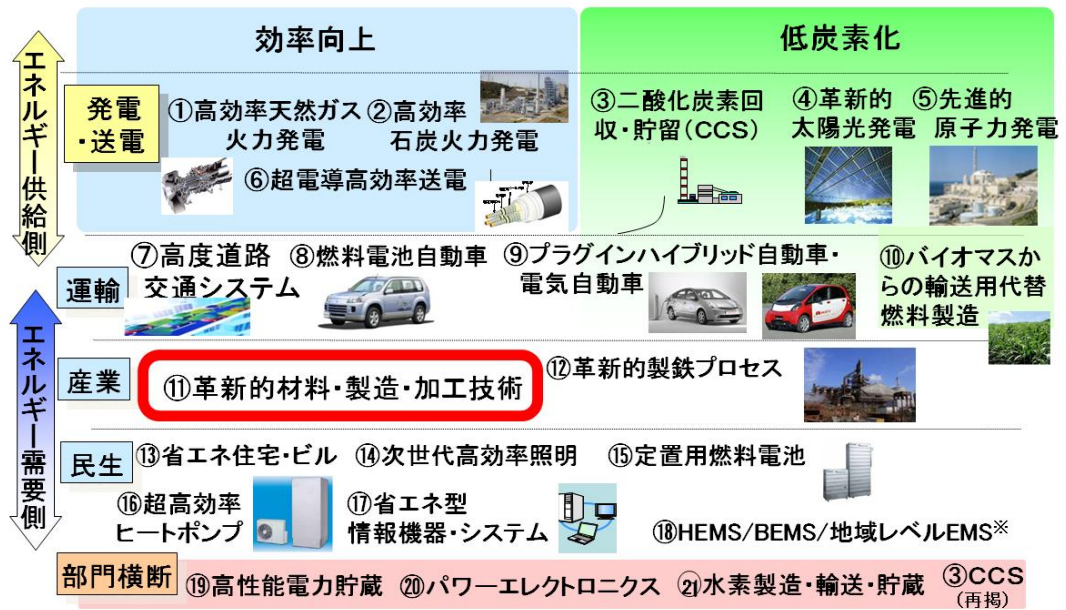 効率向上
低炭素化
エネルギー供給側
発電
・送電
①高効率天然ガス
火力発電
②高効率
石炭火力発電
③二酸化炭素回
収・貯留(CCS)
④革新的
太陽光発電
⑤先進的
原子力発電
⑥超電導高効率送電
運輸
⑦高度道路
交通システム
⑧燃料電池自動車
⑨プラグインハイブリッド自動車・
電気自動車
⑩バイオマスか
らの輸送用代替
燃料製造
エネルギー需要側
産業
⑪革新的材料・製造・加工技術
⑫革新的製鉄プロセス
民生
⑬省エネ住宅・ビル
⑭次世代高効率照明
⑮定置用燃料電池
⑯超高効率
ヒートポンプ
⑰省エネ型
情報機器・システム
⑱HEMS/BEMS/地域レベルEMS※
部門横断
⑲高性能電力貯蔵
⑳パワーエレクトロニクス
㉑水素製造・輸送・貯蔵
③CCS
(再掲)